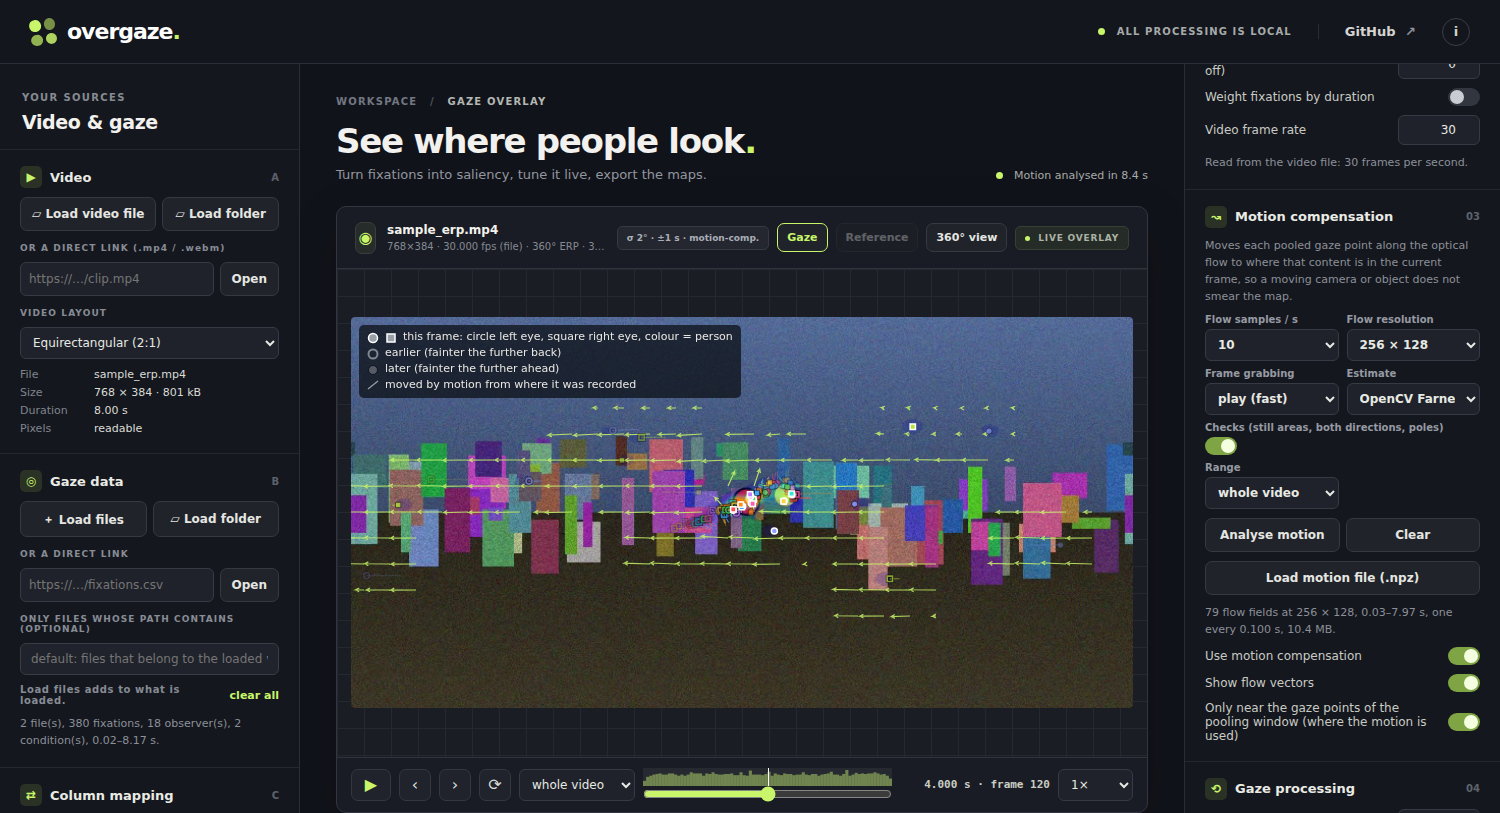 overgaze.
ALL PROCESSING IS LOCAL
GitHub ↗
i
YOUR SOURCES
Video & gaze
Video
A
Load video file
Load folder
OR A DIRECT LINK (.mp4 / .webm)
https://…/clip.mp4
Open
VIDEO LAYOUT
Equirectangular (2:1)
File sample_erp.mp4
Size 768 × 384 · 801 kB
Duration 8.00 s
Pixels readable
Gaze data
B
+ Load files
Load folder
OR A DIRECT LINK
https://…/fixations.csv
Open
ONLY FILES WHOSE PATH CONTAINS
(OPTIONAL)
default: files that belong to the loaded
Load files adds to what is
loaded.
clear all
2 file(s), 380 fixations, 18 observer(s), 2
condition(s), 0.02–8.17 s.
Column mapping
C
WORKSPACE / GAZE OVERLAY
See where people look.
Turn fixations into saliency, tune it live, export the maps.
Motion analysed in 8.4 s
sample_erp.mp4
768×384 · 30.000 fps (file) · 360° ERP · 3…
σ 2° · ±1 s · motion-comp.
Gaze
Reference
360° view
LIVE OVERLAY
this frame: circle left eye, square right eye, colour = person
earlier (fainter the further back)
later (fainter the further ahead)
moved by motion from where it was recorded
whole video
4.000 s · frame 120
1×
off)
0
Weight fixations by duration
Video frame rate
30
Read from the video file: 30 frames per second.
Motion compensation
03
Moves each pooled gaze point along the optical
flow to where that content is in the current
frame, so a moving camera or object does not
smear the map.
Flow samples / s
Flow resolution
10
256 × 128
Frame grabbing
Estimate
play (fast)
OpenCV Farne
Checks (still areas, both directions, poles)
Range
whole video
Analyse motion
Clear
Load motion file (.npz)
79 flow fields at 256 × 128, 0.03–7.97 s, one
every 0.100 s, 10.4 MB.
Use motion compensation
Show flow vectors
Only near the gaze points of the
pooling window (where the motion is
used)
Gaze processing
04